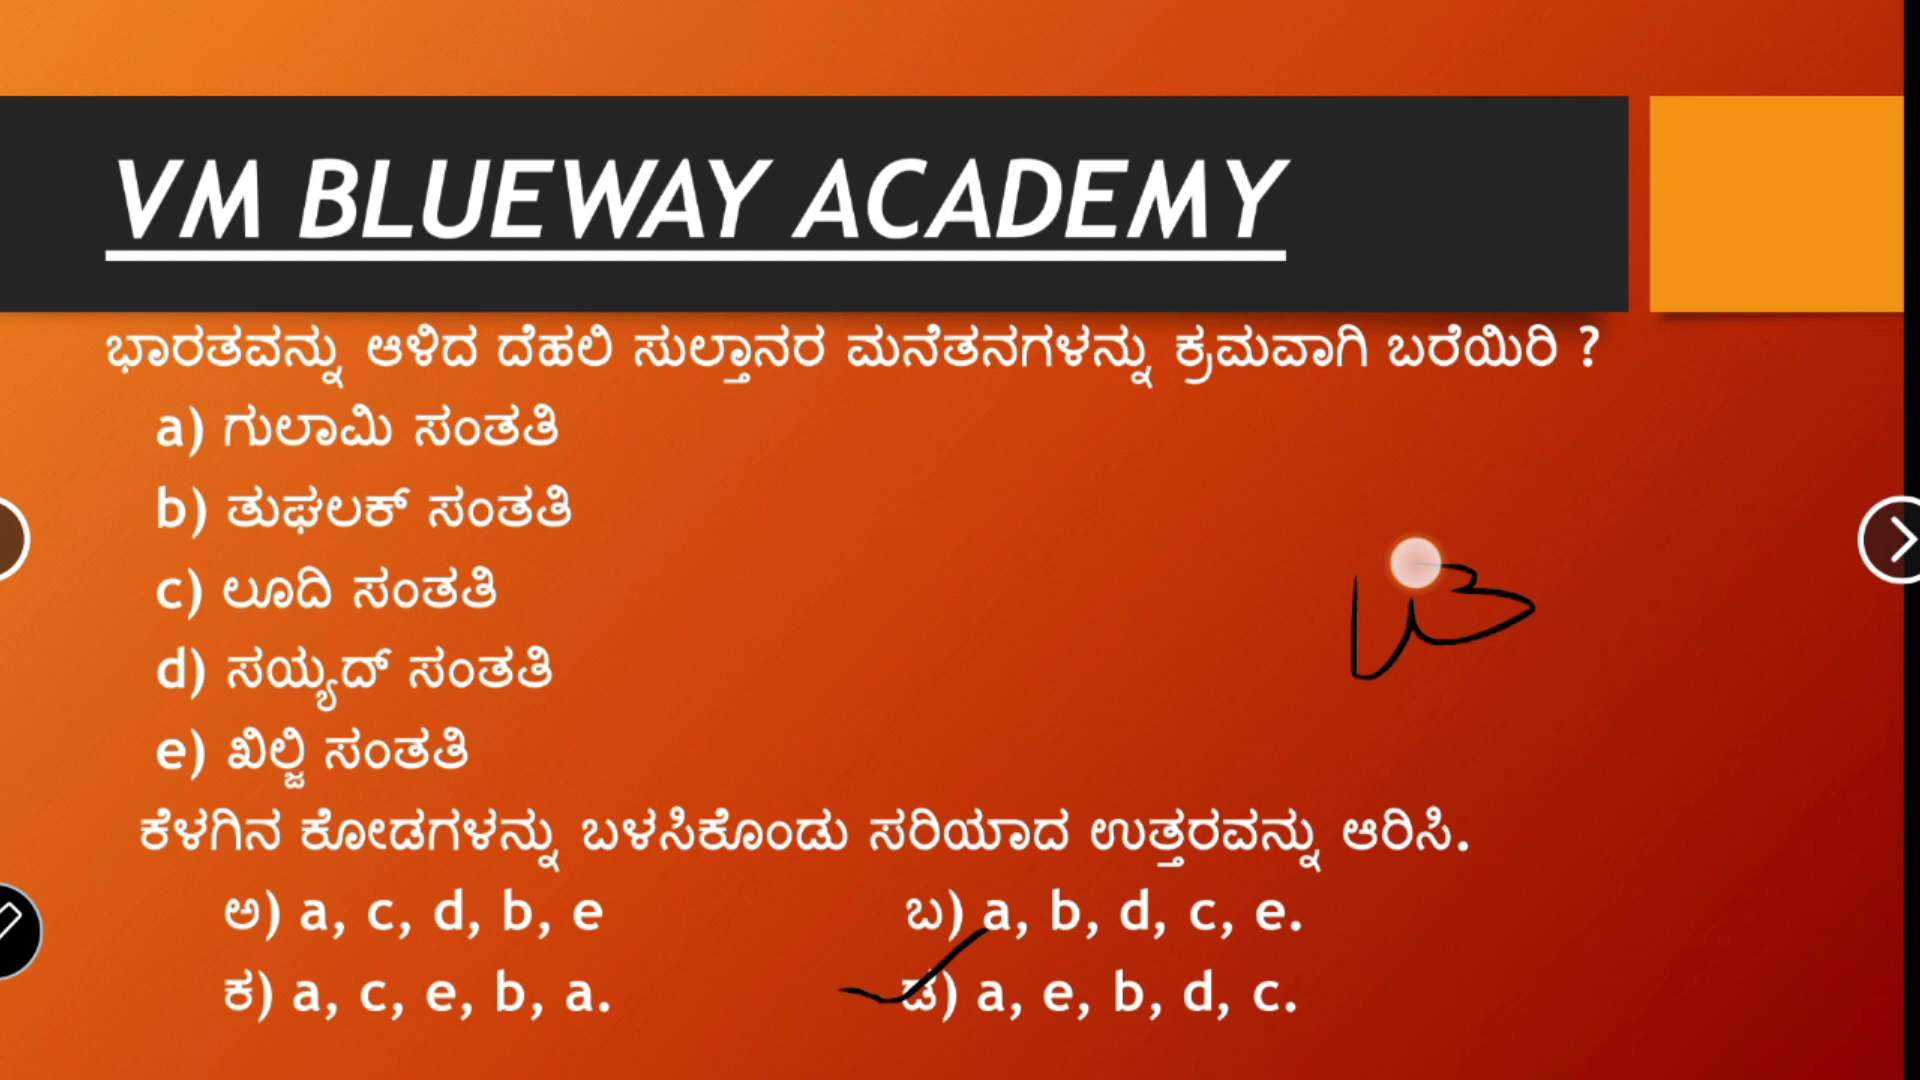 VM BLUEWAY ACADEMY
ಭಾರತವನ್ನು ಆಳಿದ ದೆಹಲಿ ಸುಲ್ತಾನರ ಮನೆತನಗಳನ್ನು ಕ್ರಮವಾಗಿ ಬರೆಯಿರಿ ?
a) ಗುಲಾಮಿ ಸಂತತಿ
b) ತುಘಲಕ್ ಸಂತತಿ
c) ಲೂದಿ ಸಂತತಿ
d) ಸಯ್ಯದ್ ಸಂತತಿ
e) ಖಿಲ್ಜಿ ಸಂತತಿ
ಕೆಳಗಿನ ಕೋಡಗಳನ್ನು ಬಳಸಿಕೊಂಡು ಸರಿಯಾದ ಉತ್ತರವನ್ನು ಆರಿಸಿ.
ಅ) a, c, d, b, e ಬ) a, b, d, c, e.
ಕ) a, c, e, b, a. ಡ) a, e, b, d, c.